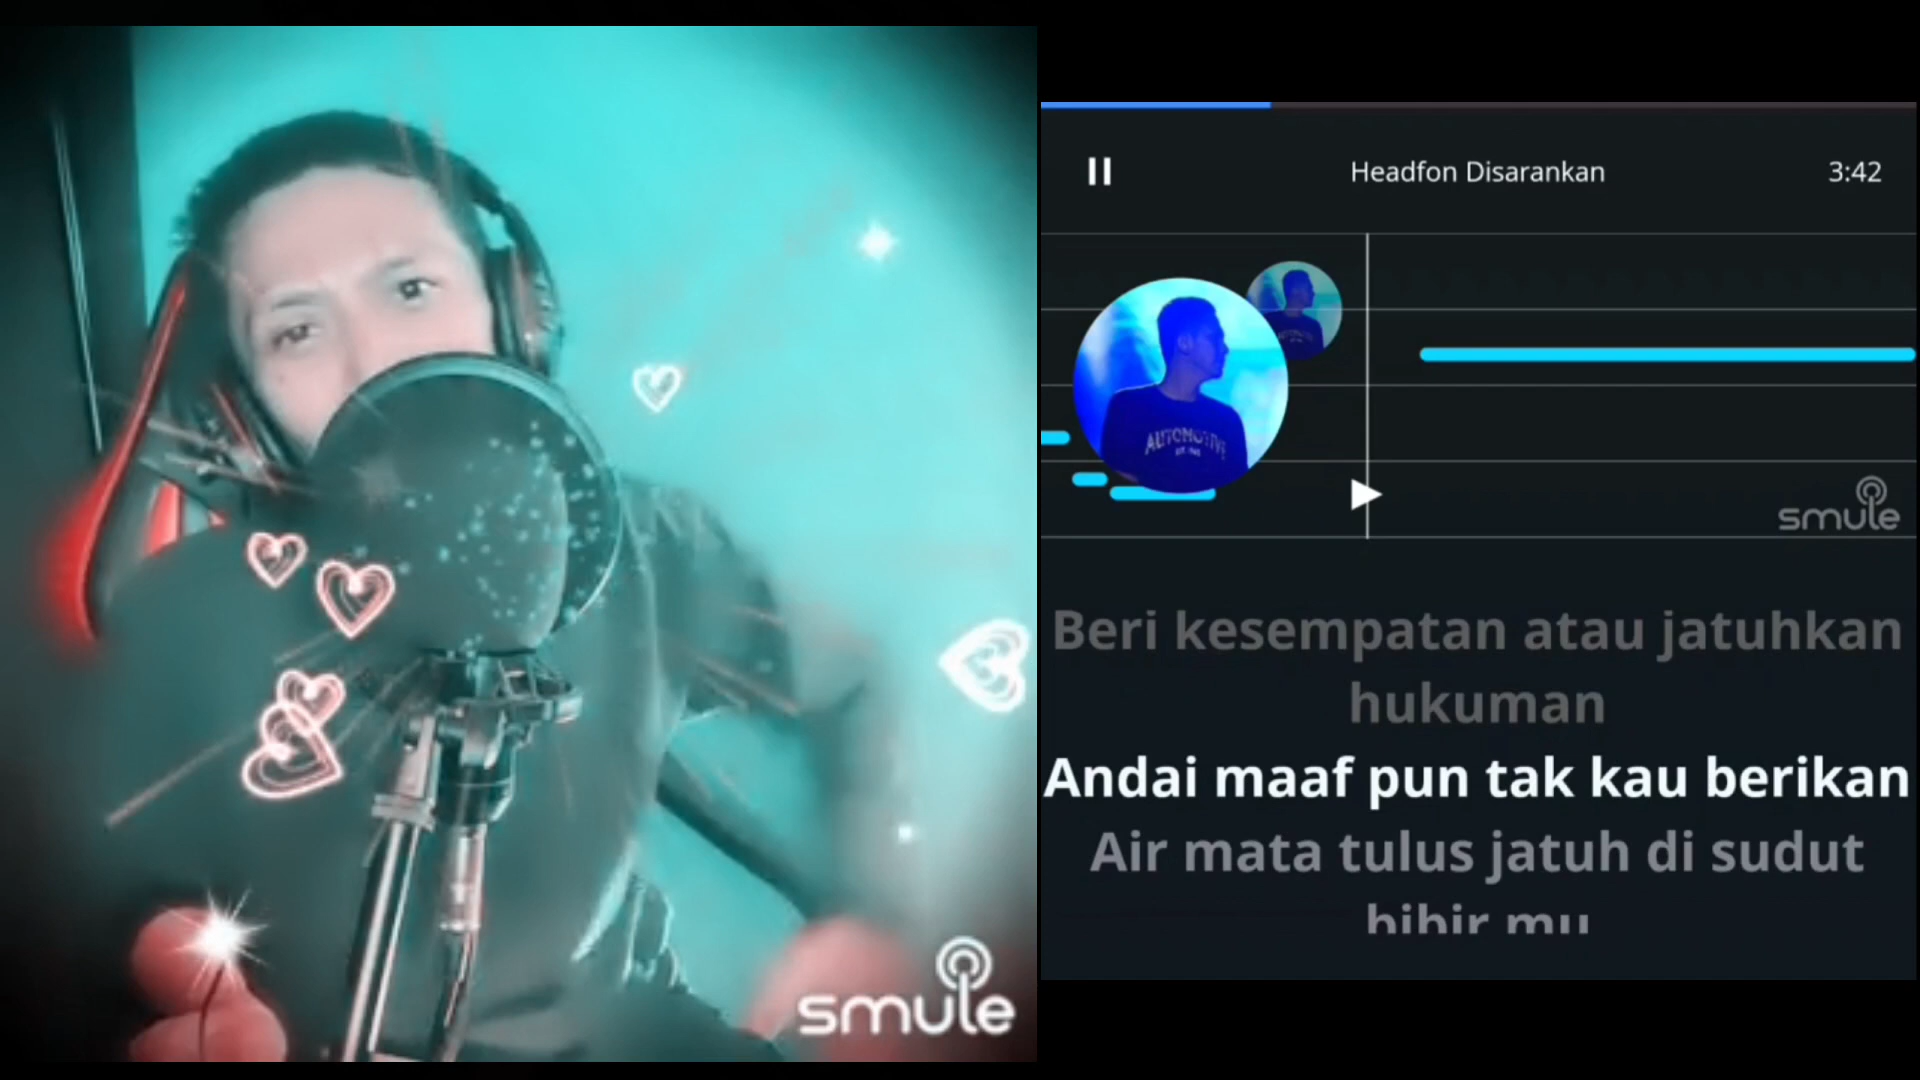 Headfon Disarankan
3:42
AUTOMOTIVE
smule
Beri kesempatan atau jatuhkan
hukuman
Andai maaf pun tak kau berikan
Air mata tulus jatuh di sudut
bibir mu
smule